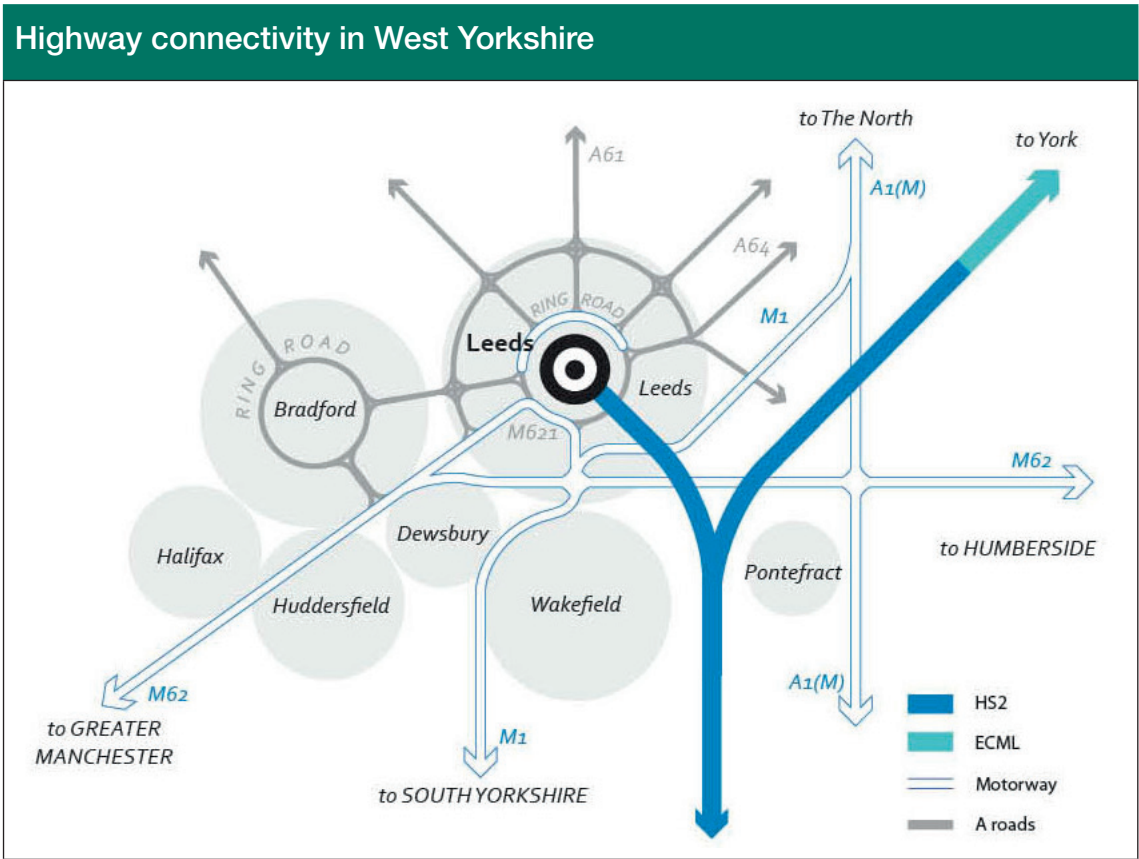 Highway connectivity in West Yorkshire
to The North
to York
A61
A1(M)
A64
RING ROAD
M1
Leeds
RING ROAD
Leeds
Bradford
M621
M62
Dewsbury
to HUMBERSIDE
Halifax
Pontefract
Huddersfield
Wakefield
M62
A1(M)
to GREATER
MANCHESTER
M1
to SOUTH YORKSHIRE
HS2
ECML
Motorway
A roads